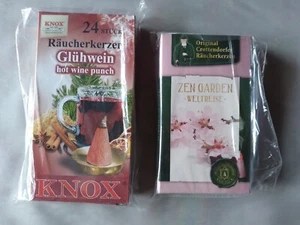 KNOX
24 STÜCK
Räucherkerzen
Glühwein
hot wine punch
KNOX
Original
Crottendorfer
Räucherkerzen
ZEN GARDEN
WELTREISE